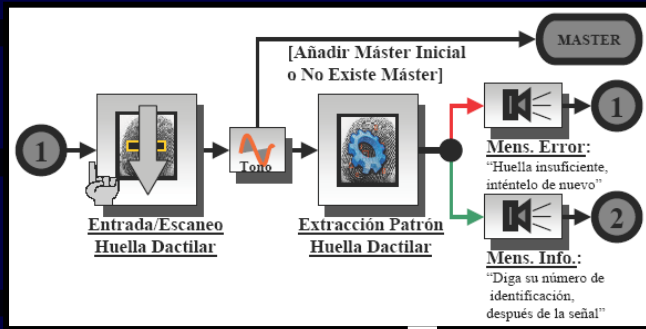 [Añadir Máster Inicial
o No Existe Máster]
MASTER
1
Tono
Entrada/Escaneo
Huella Dactilar
Extracción Patrón
Huella Dactilar
1
Mens. Error:
“Huella insuficiente,
inténtelo de nuevo”
2
Mens. Info.:
“Diga su número de
identificación,
después de la señal”